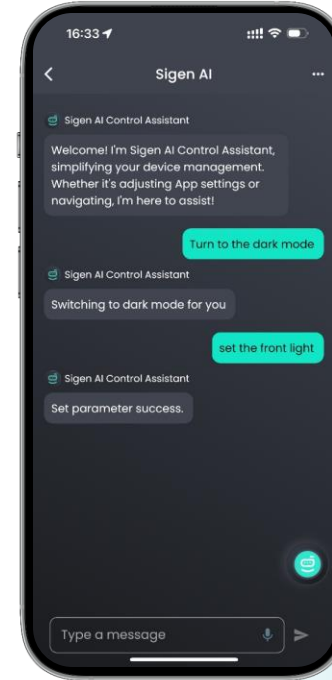 16:33
Sigen AI
Sigen AI Control Assistant
Welcome! I'm Sigen AI Control Assistant,
simplifying your device management.
Whether it's adjusting App settings or
navigating, I'm here to assist!
Turn to the dark mode
Sigen AI Control Assistant
Switching to dark mode for you
set the front light
Sigen AI Control Assistant
Set parameter success.
Type a message